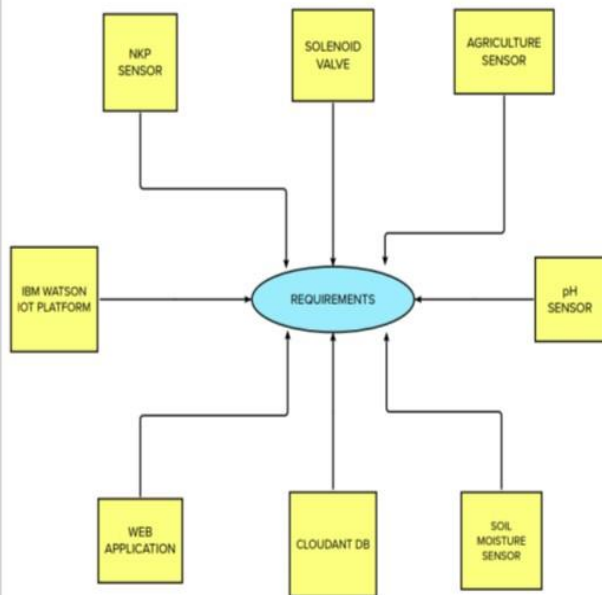 NKP
SENSOR
SOLENOID
VALVE
AGRICULTURE
SENSOR
IBM WATSON
IOT PLATFORM
REQUIREMENTS
pH
SENSOR
WEB
APPLICATION
CLOUDANT DB
SOIL
MOISTURE
SENSOR